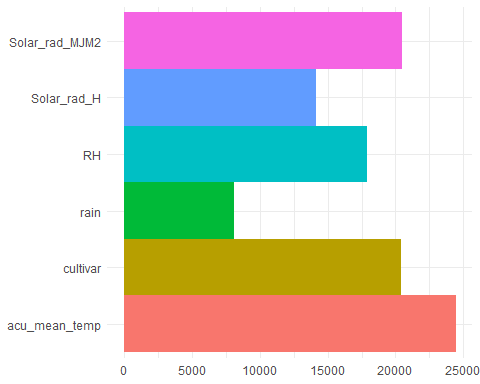 Solar_rad_MJM2
Solar_rad_H
RH
rain
cultivar
acu_mean_temp
0 5000 10000 15000 20000 25000